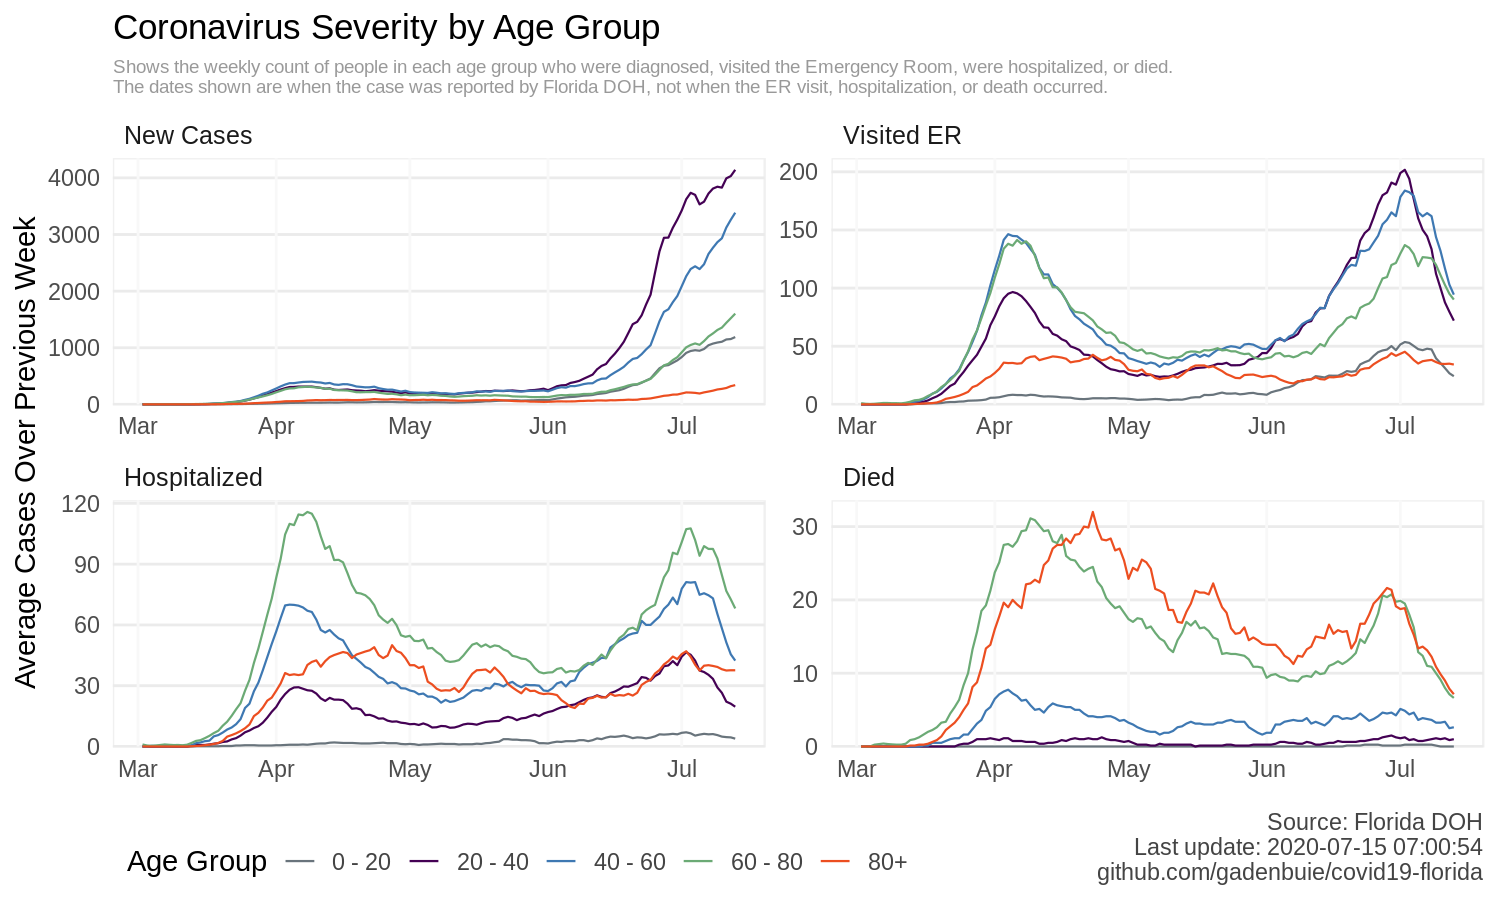 Coronavirus Severity by Age Group
Shows the weekly count of people in each age group who were diagnosed, visited the Emergency Room, were hospitalized, or died.
The dates shown are when the case was reported by Florida DOH, not when the ER visit, hospitalization, or death occurred.
Average Cases Over Previous Week
New Cases
4000
3000
2000
1000
0
Mar Apr May Jun Jul
Visited ER
200
150
100
50
0
Mar Apr May Jun Jul
Hospitalized
120
90
60
30
0
Mar Apr May Jun Jul
Died
30
20
10
0
Mar Apr May Jun Jul
Age Group 0 - 20 20 - 40 40 - 60 60 - 80 80+
Source: Florida DOH
Last update: 2020-07-15 07:00:54
github.com/gadenbuie/covid19-florida